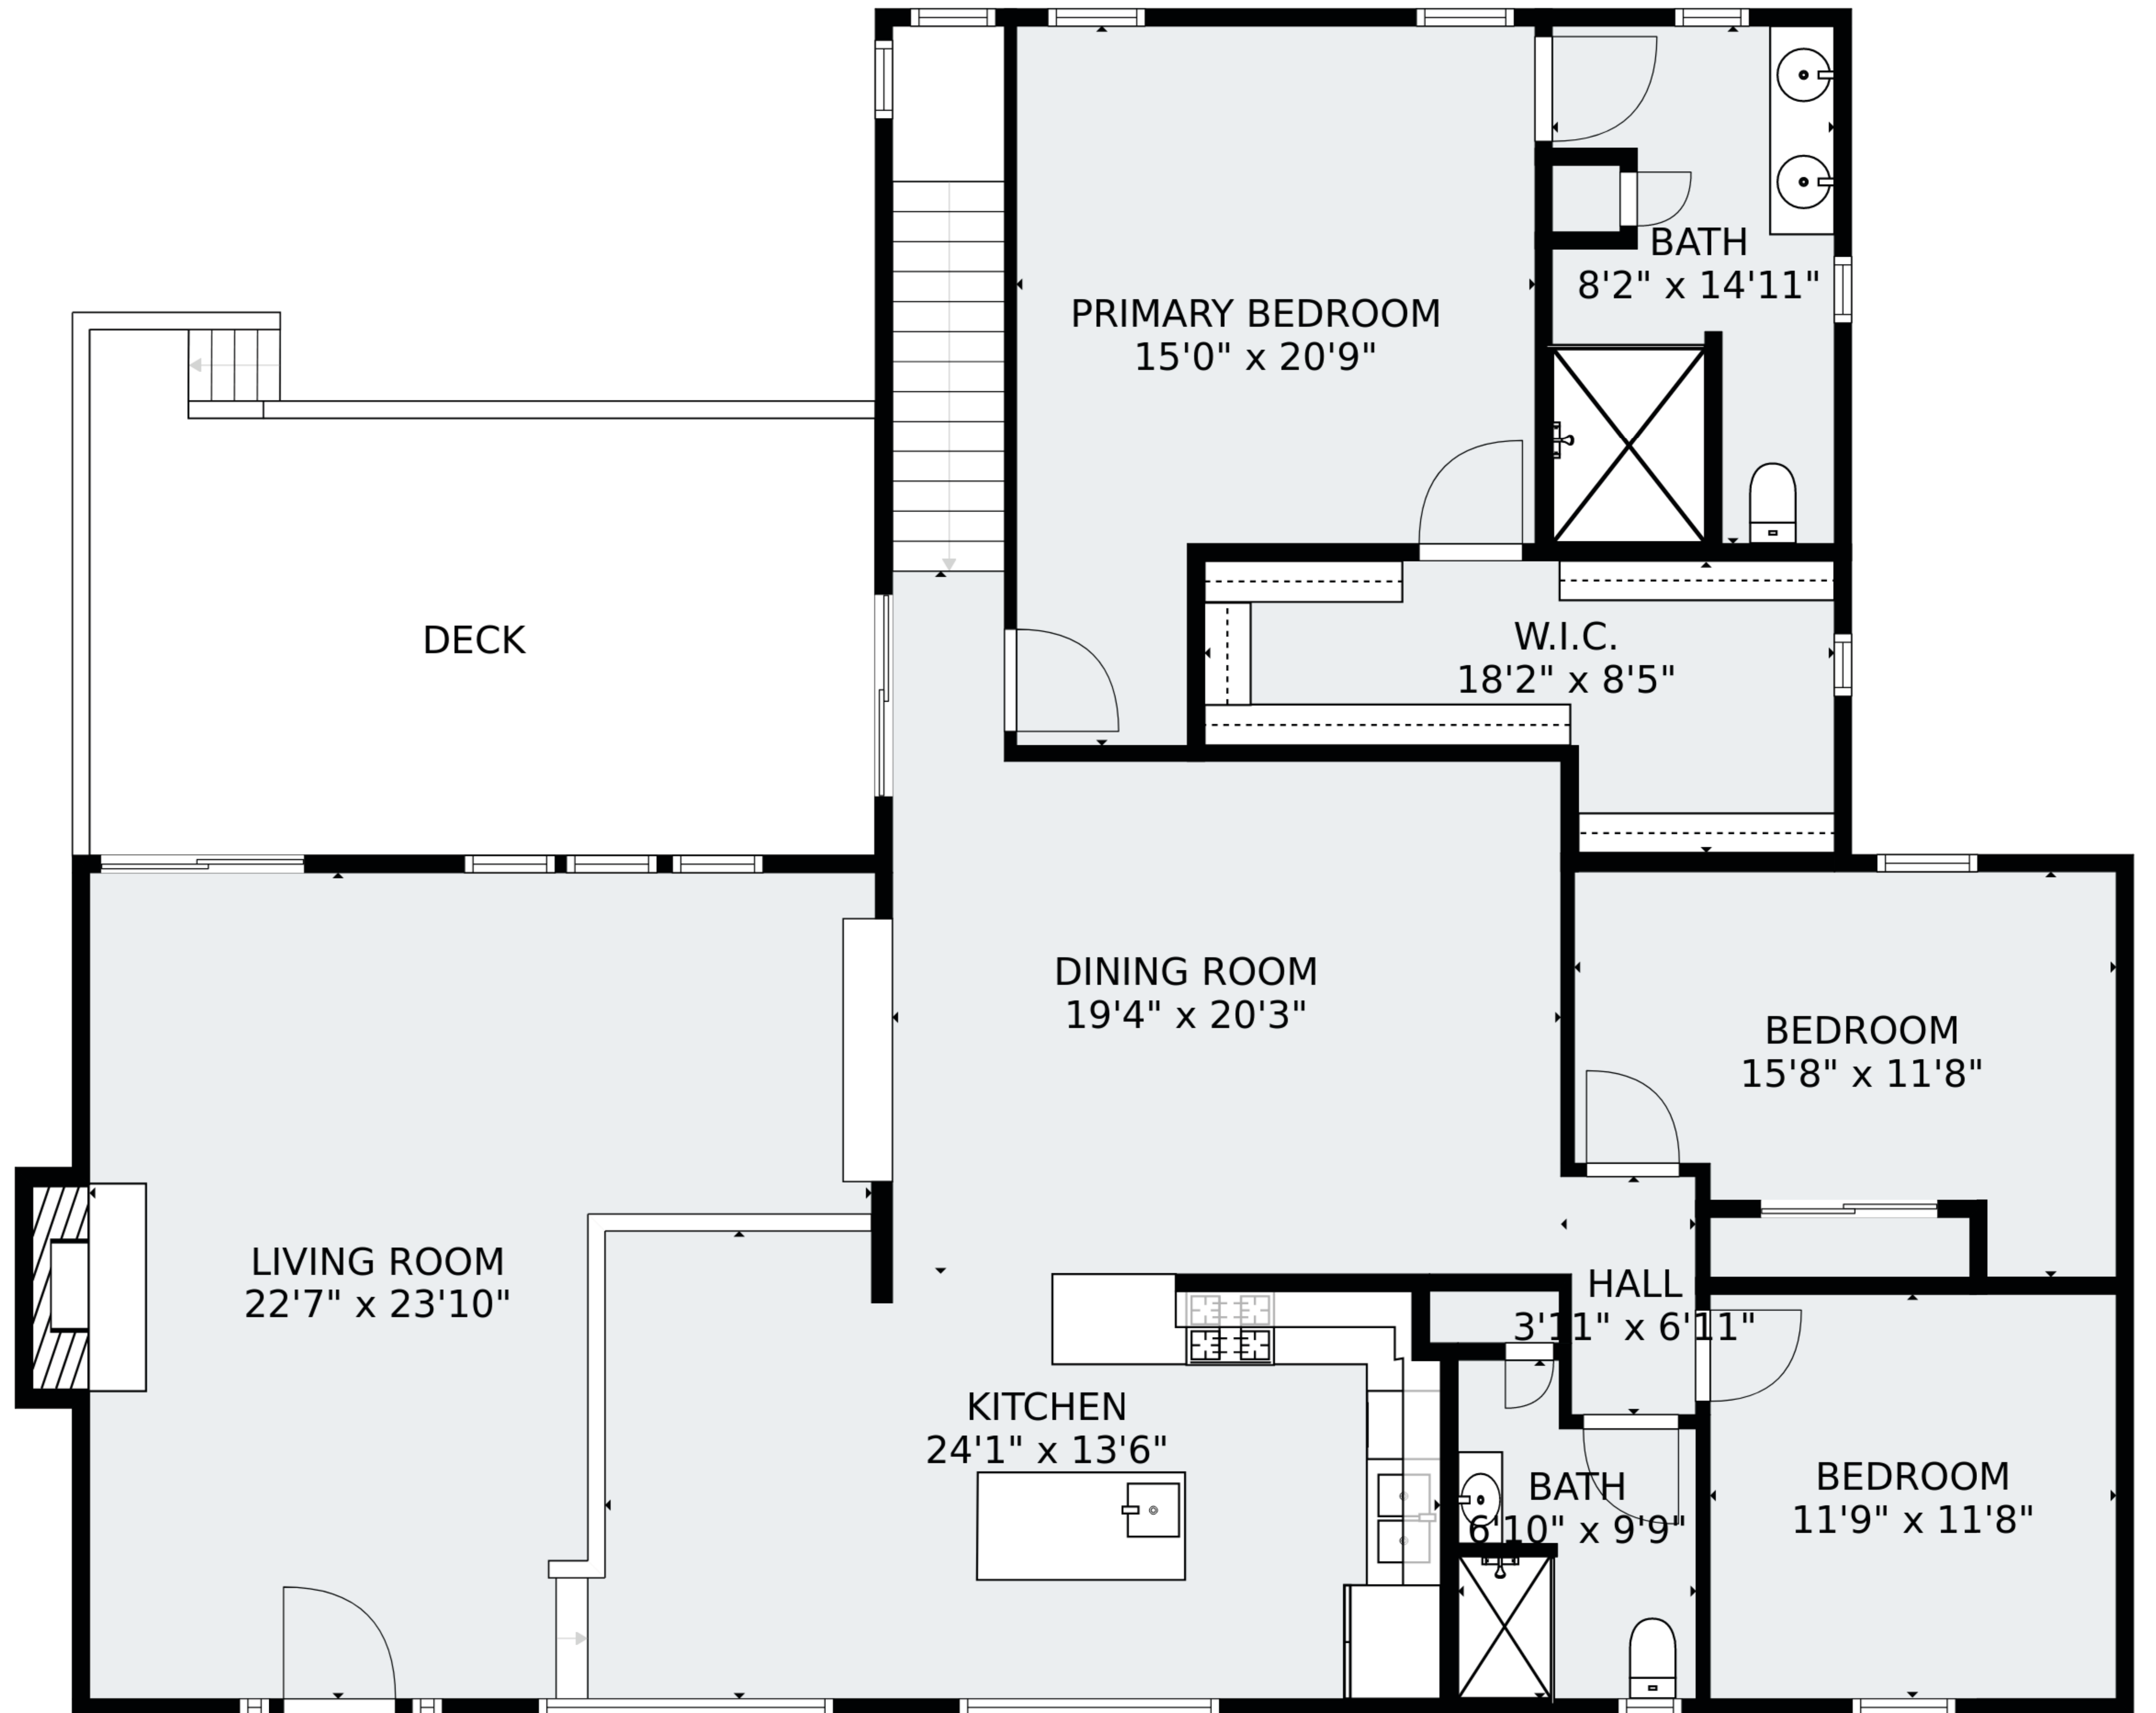 BATH
8'2" x 14'11"
PRIMARY BEDROOM
15'0" x 20'9"
DECK
W.I.C.
18'2" x 8'5"
DINING ROOM
19'4" x 20'3"
BEDROOM
15'8" x 11'8"
LIVING ROOM
22'7" x 23'10"
HALL
3'11" x 6'11"
KITCHEN
24'1" x 13'6"
BATH
6'10" x 9'9"
BEDROOM
11'9" x 11'8"